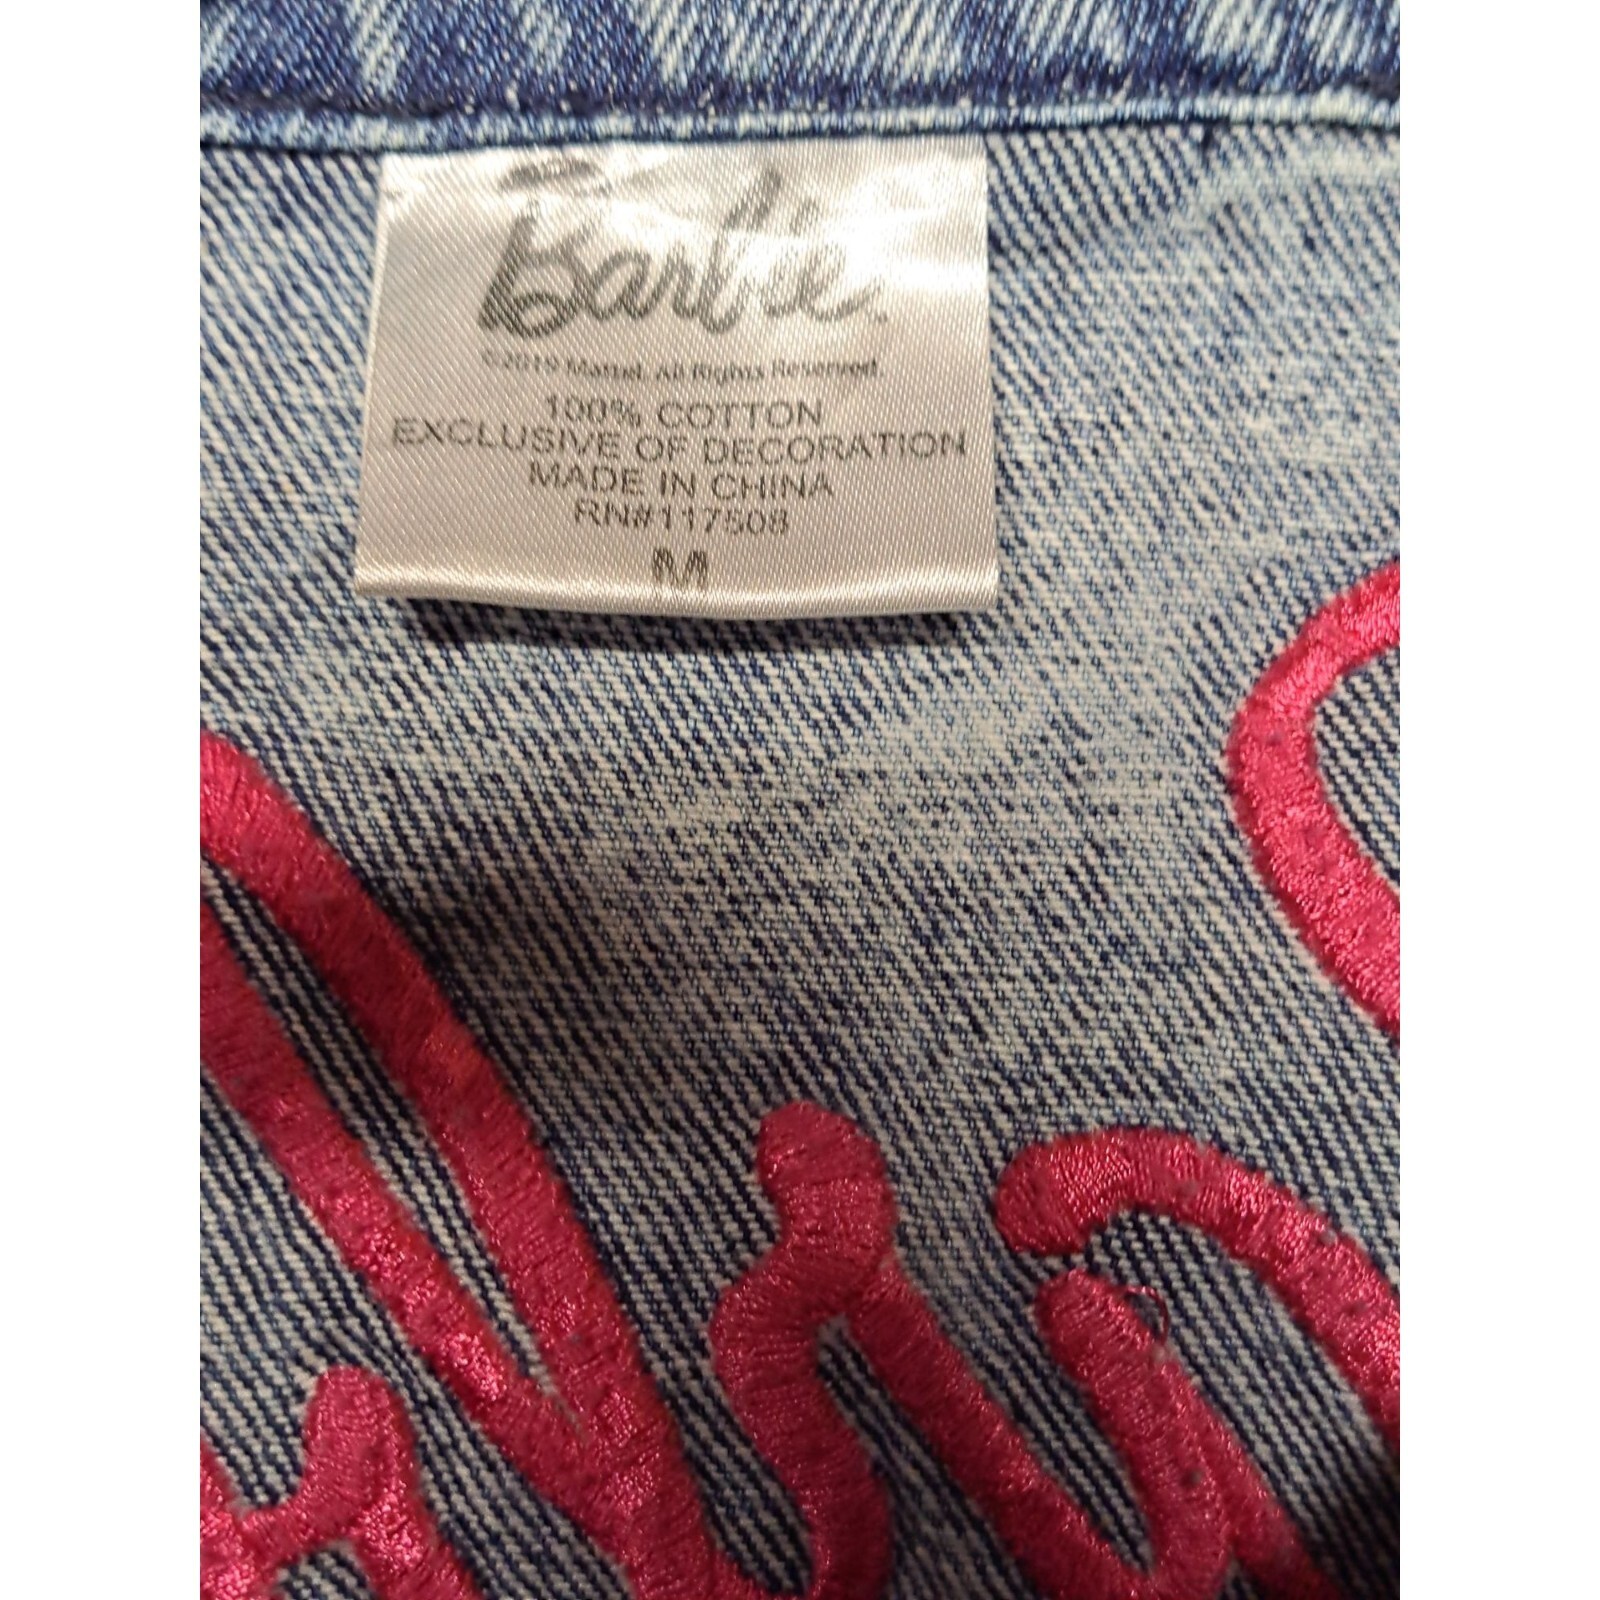 Barbie
©2019 Mattel. All Rights Reserved.
100% COTTON
EXCLUSIVE OF DECORATION
MADE IN CHINA
RN#117508
M